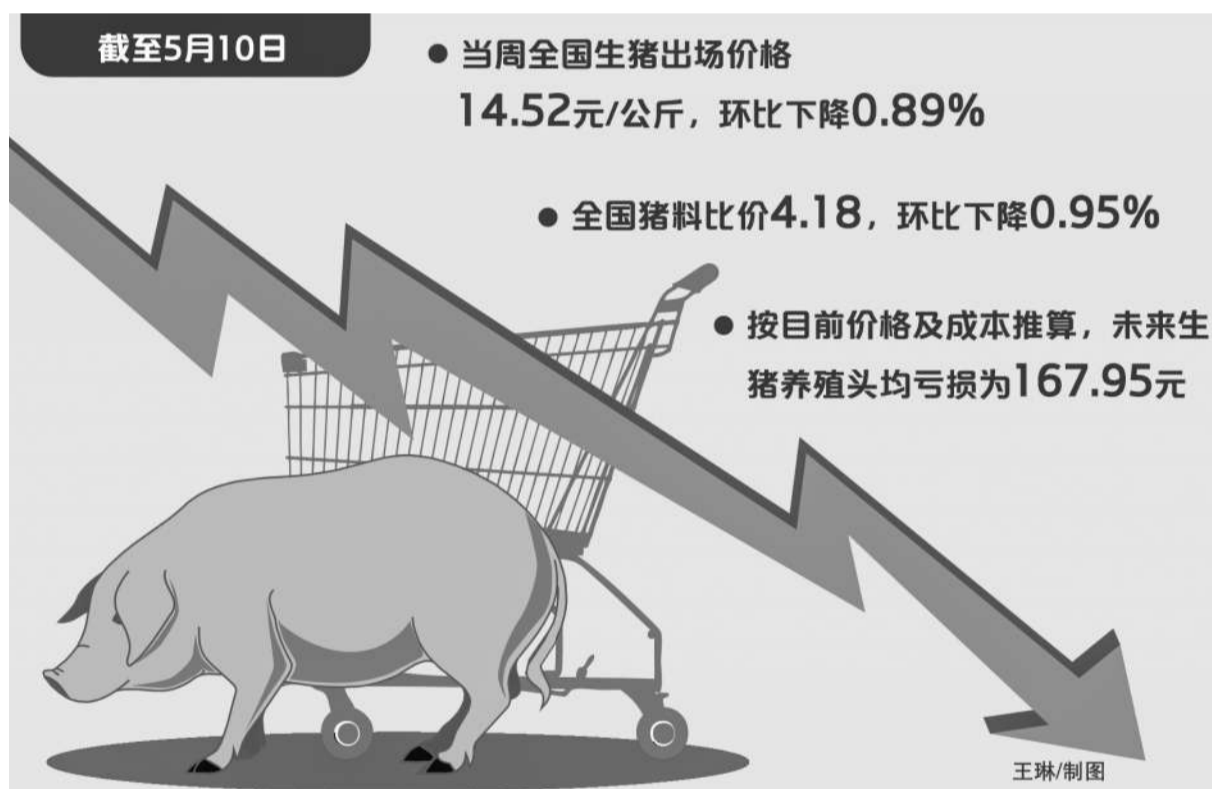 截至5月10日
● 当周全国生猪出场价格
14.52元/公斤，环比下降0.89%
● 全国猪料比价4.18，环比下降0.95%
● 按目前价格及成本推算，未来生
猪养殖头均亏损为167.95元
王琳/制图